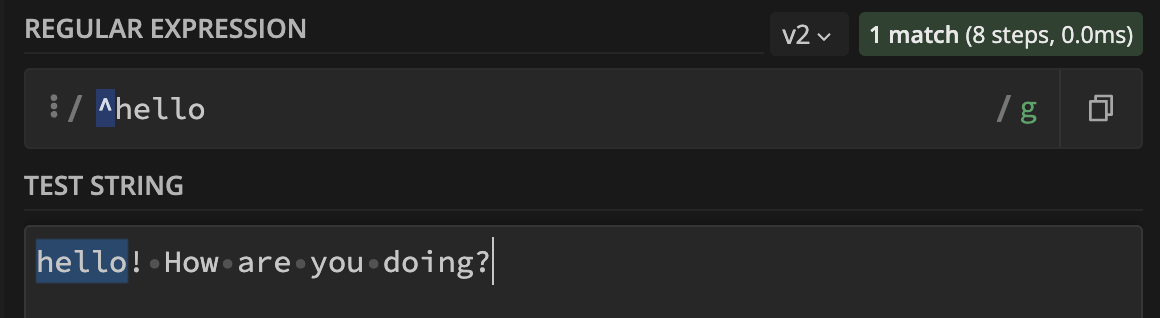 REGULAR EXPRESSION v2 1 match (8 steps, 0.0ms)
/ ^hello / g
TEST STRING
hello!·How·are·you·doing?